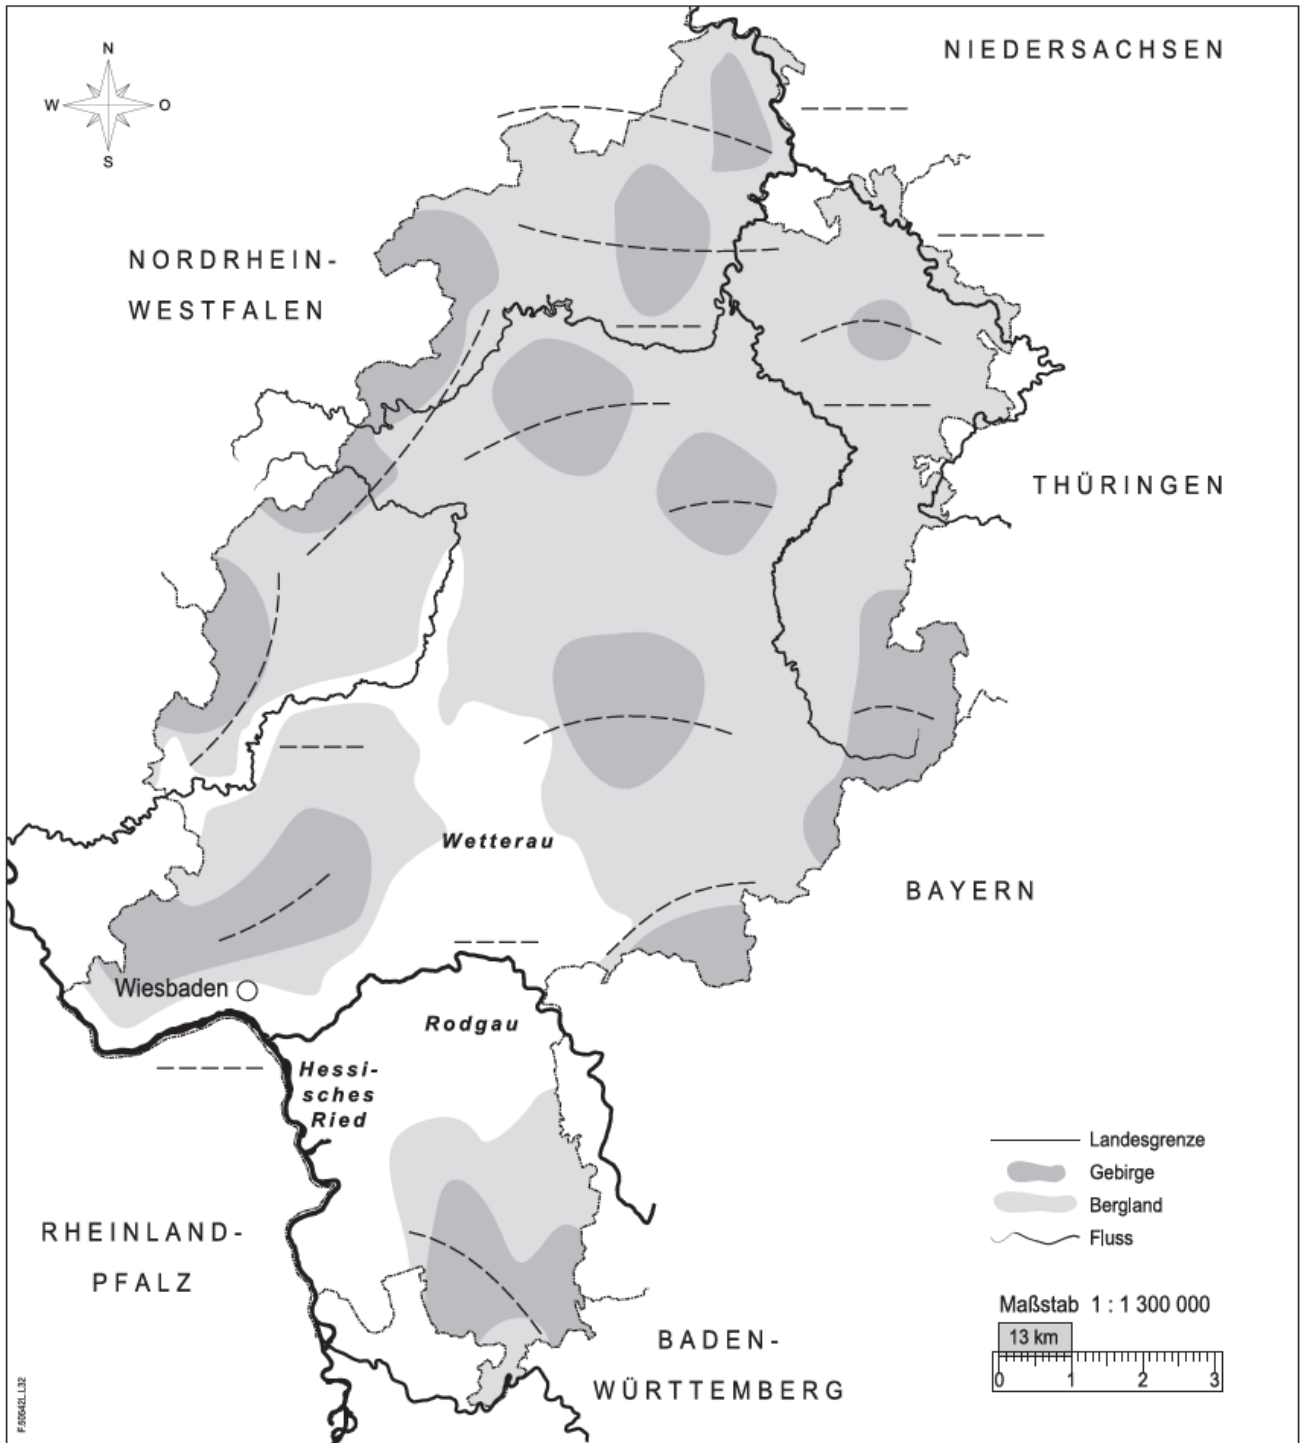 N
W
O
S
NIEDERSACHSEN
NORDRHEIN-
WESTFALEN
THÜRINGEN
Wetterau
BAYERN
Wiesbaden
Rodgau
Hessi-
sches
Ried
RHEINLAND-
PFALZ
BADEN-
WÜRTTEMBERG
Landesgrenze
Gebirge
Bergland
Fluss
Maßstab 1 : 1 300 000
13 km
0 1 2 3